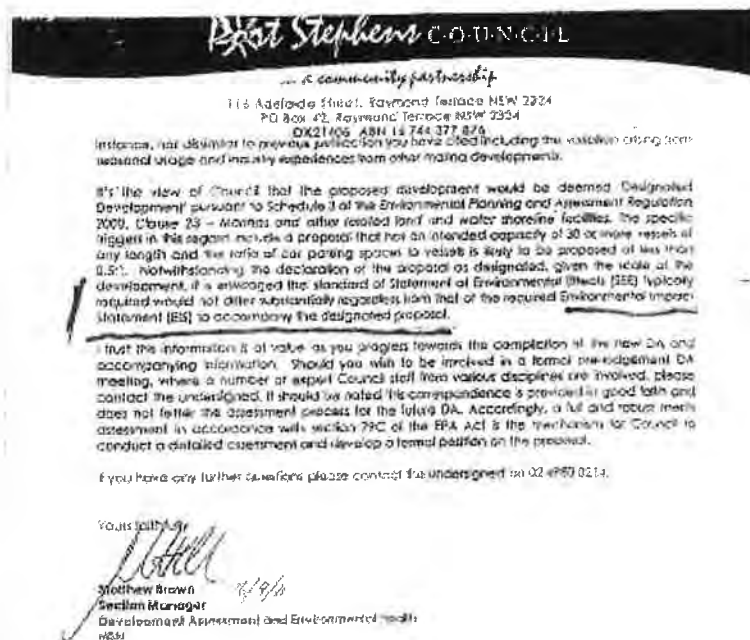 Port Stephens C·O·U·N·C·I·L
... a community partnership
116 Adelaide Street, Raymond Terrace NSW 2324
PO Box 42, Raymond Terrace NSW 2324
DX21406 ABN 16 744 377 876
instance, not dissimilar to previous justification you have cited including the variation arising from
seasonal usage and industry experiences from other marina developments.
It's the view of Council that the proposed development would be deemed 'Designated
Development' pursuant to Schedule 3 of the Environmental Planning and Assessment Regulation
2000, Clause 23 – Marinas and other related land and water shoreline facilities. The specific
triggers in this regard include a proposal that has an intended capacity of 30 or more vessels of
any length and the ratio of car parking spaces to vessels is likely to be proposed at less than
0.5:1. Notwithstanding the declaration of the proposal as designated, given the scale of the
development, it is envisaged the standard of Statement of Environmental Effects (SEE) typically
required would not differ substantially regardless from that of the required Environmental Impact
Statement (EIS) to accompany the designated proposal.
I trust this information is of value as you progress towards the completion of the new DA and
accompanying information. Should you wish to be involved in a formal pre-lodgement DA
meeting, where a number of expert Council staff from various disciplines are involved, please
contact the undersigned. It should be noted this correspondence is provided in good faith and
does not fetter the assessment process for the future DA. Accordingly, a full and robust merit
assessment in accordance with section 79C of the EPA Act is the mechanism for Council to
conduct a detailed assessment and develop a formal position on the proposal.
If you have any further questions please contact the undersigned on 02 4980 0214.
Yours faithfully
Matthew Brown
Section Manager
Development Assessment and Environmental Health